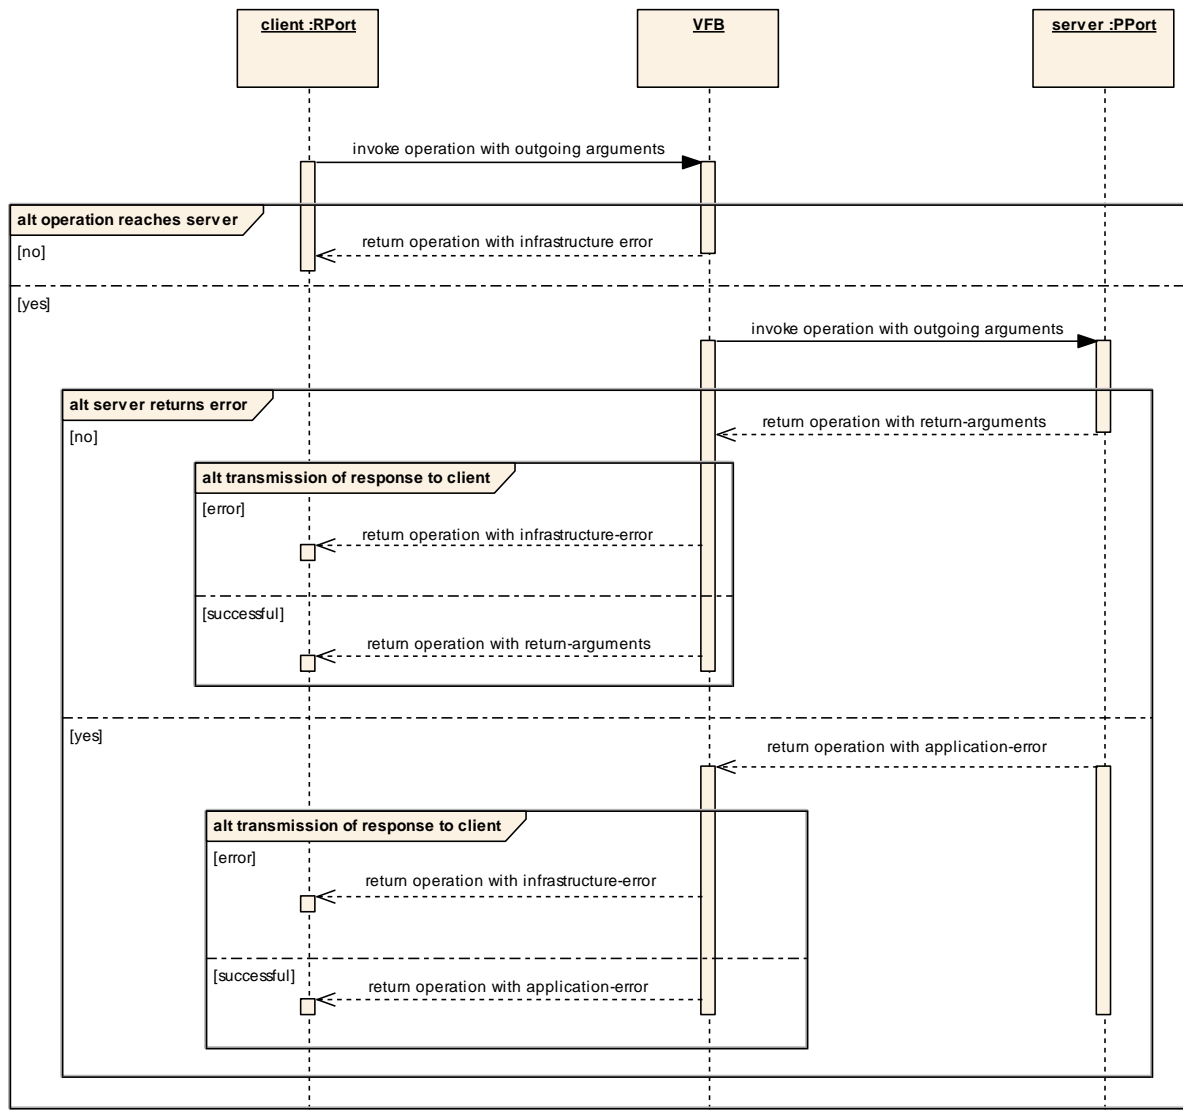 client :RPort
VFB
server :PPort
invoke operation with outgoing arguments
alt operation reaches server
[no]
return operation with infrastructure error
[yes]
invoke operation with outgoing arguments
alt server returns error
[no]
return operation with return-arguments
alt transmission of response to client
[error]
return operation with infrastructure-error
[successful]
return operation with return-arguments
[yes]
return operation with application-error
alt transmission of response to client
[error]
return operation with infrastructure-error
[successful]
return operation with application-error